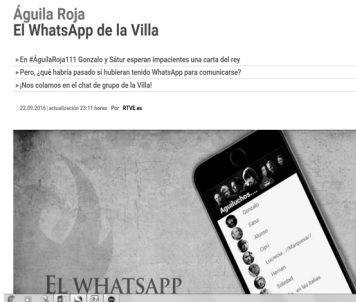 Águila Roja
El WhatsApp de la Villa
En #ÁguilaRoja111 Gonzalo y Sátur esperan impacientes una carta del rey
Pero, ¿qué habría pasado si hubieran tenido WhatsApp para comunicarse?
¡Nos colamos en el chat de grupo de la Villa!
22.09.2016 | actualización 23:11 horas Por RTVE.es
Aguiluchos....
Gonzalo
Sátur
Alonso
Cipri
Lucrecia...¡¡Marquesa!!
Hernán
EL WHATSAPP